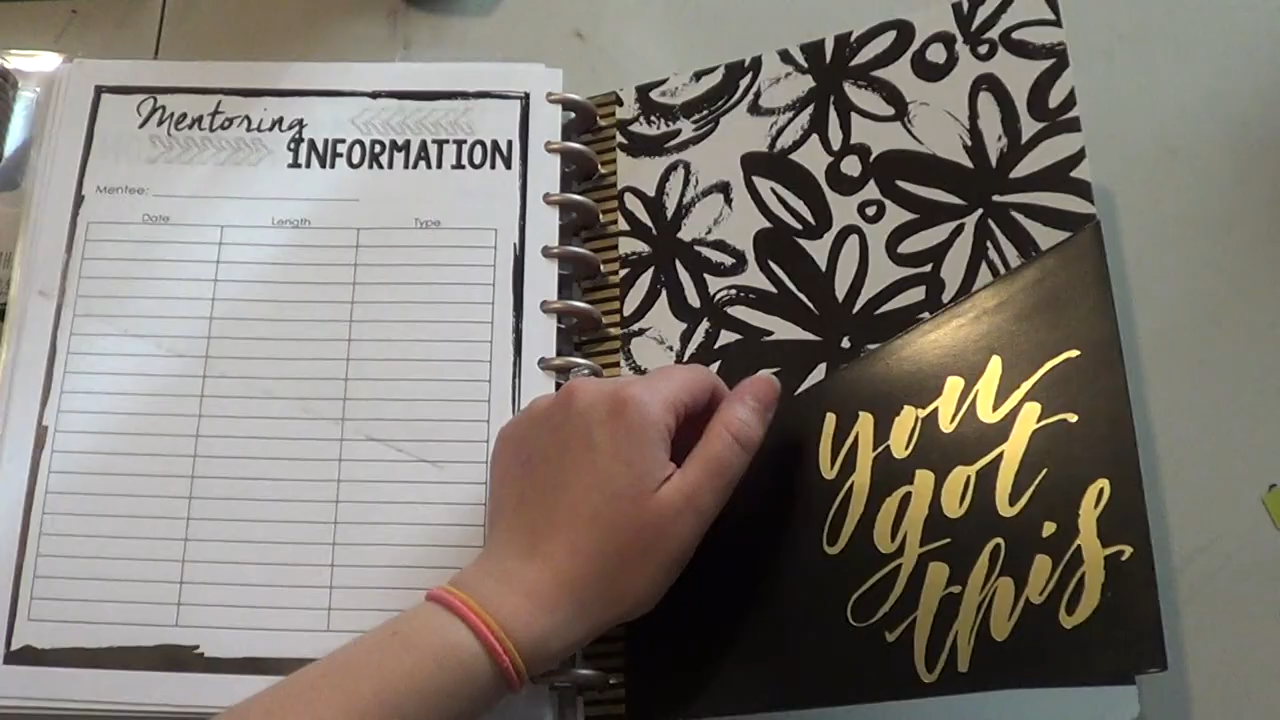 Mentoring
INFORMATION
Mentee:
Date Length Type
you
got
this